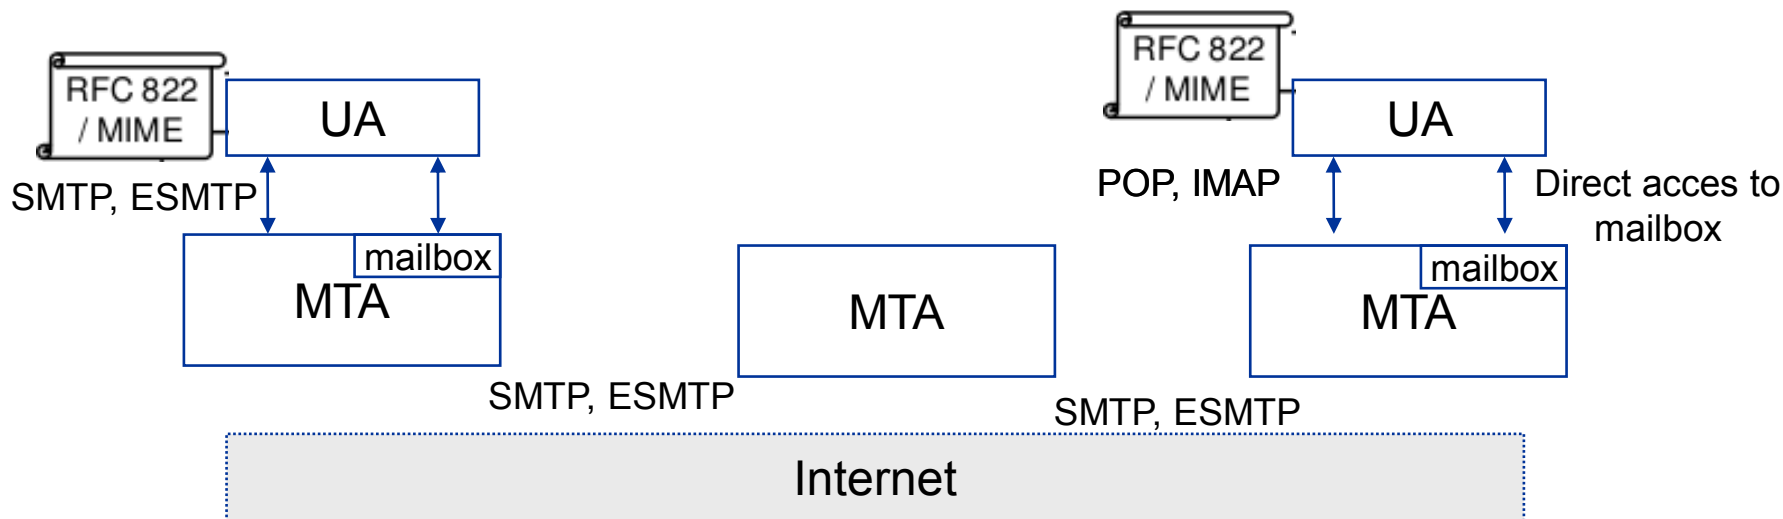 RFC 822
/ MIME
UA
SMTP, ESMTP
mailbox
MTA
RFC 822
/ MIME
UA
POP, IMAP
Direct acces to
mailbox
MTA
mailbox
MTA
SMTP, ESMTP
SMTP, ESMTP
Internet